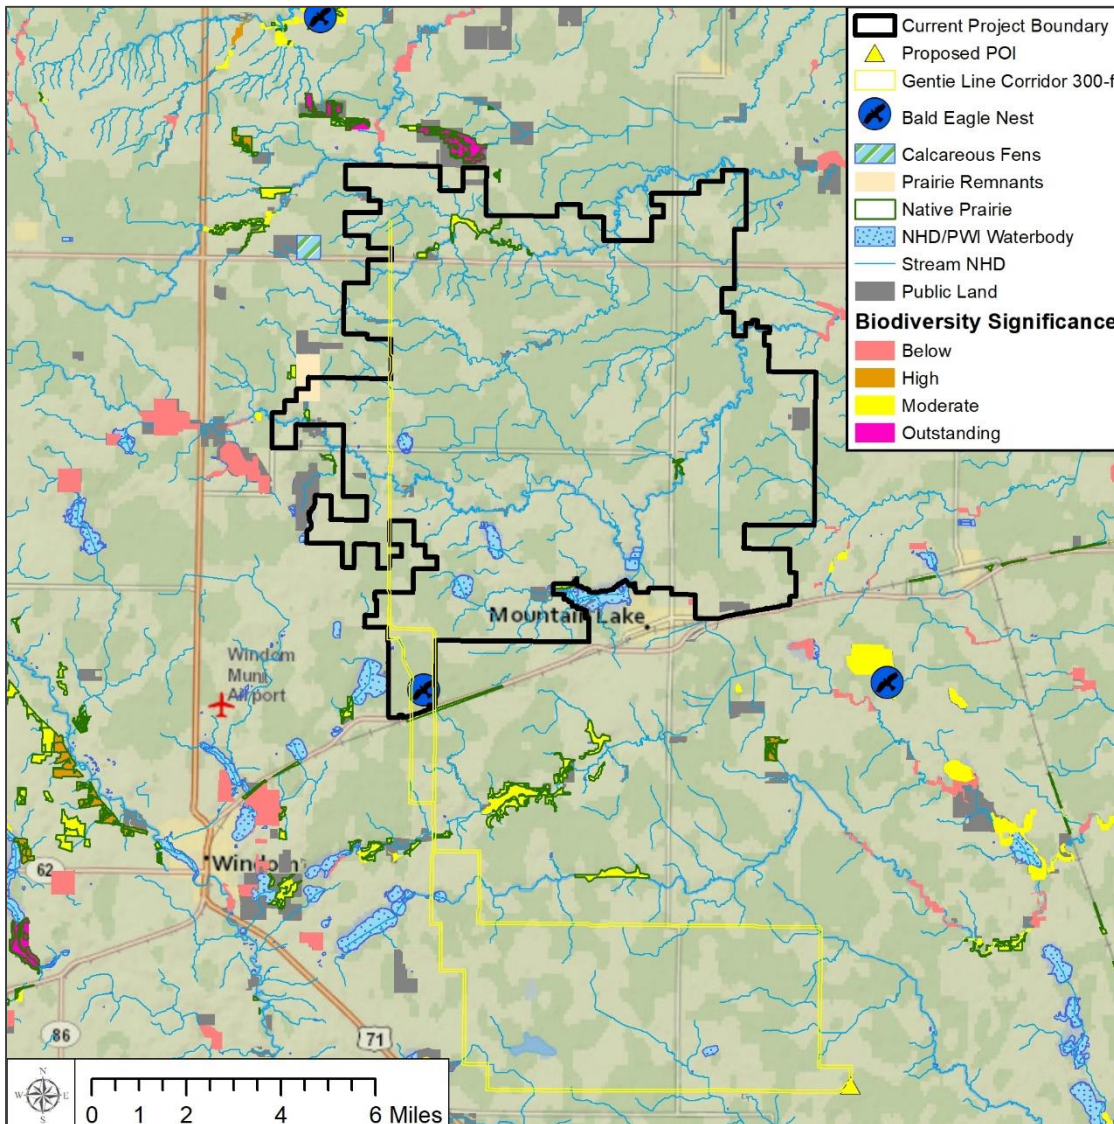 Current Project Boundary
Proposed POI
Gentie Line Corridor 300-f
Bald Eagle Nest
Calcareous Fens
Prairie Remnants
Native Prairie
NHD/PWI Waterbody
Stream NHD
Public Land
Biodiversity Significance
Below
High
Moderate
Outstanding
Mountain Lake
Windom
Muni
Airport
62
Windom
86
71
N
W E
S
0 1 2 4 6 Miles